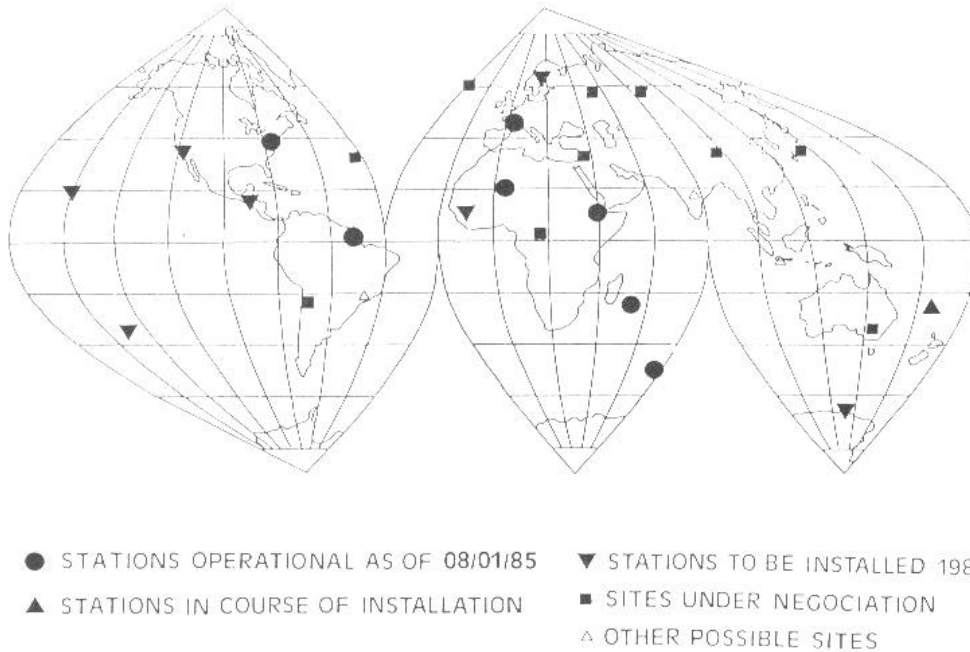 STATIONS OPERATIONAL AS OF 08/01/85
STATIONS IN COURSE OF INSTALLATION
STATIONS TO BE INSTALLED
SITES UNDER NEGOCIATION
OTHER POSSIBLE SITES